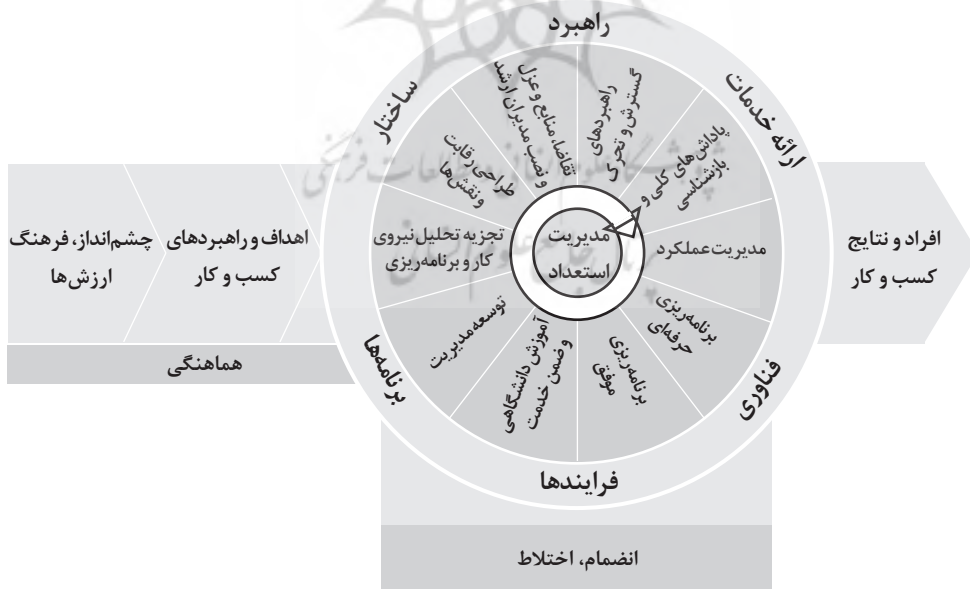 راهبرد
ارائه خدمات
فناوری
فرایندها
برنامه‌ها
ساختار
راهبردهای
گسترش و تحرک
پاداش‌های کلی و
بازشناسی
مدیریت عملکرد
برنامه‌ریزی
حرفه‌ای
برنامه‌ریزی
موفق
آموزش دانشگاهی
و ضمن خدمت
توسعه مدیریت
تجزیه تحلیل نیروی
کار و برنامه‌ریزی
طراحی رقابت
و نقش‌ها
تقاضا، منابع و عزل
و نصب مدیران ارشد
مدیریت
استعداد
افراد و نتایج
کسب و کار
اهداف و راهبردهای
کسب و کار
چشم‌انداز، فرهنگ
ارزش‌ها
هماهنگی
انضمام، اختلاط